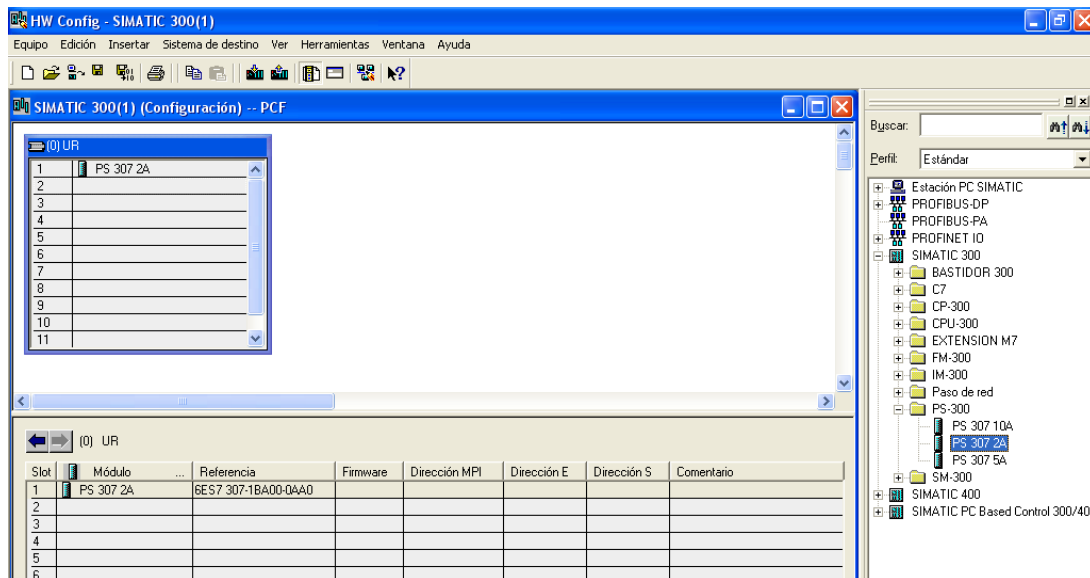 HW Config - SIMATIC 300(1)
Equipo Edición Insertar Sistema de destino Ver Herramientas Ventana Ayuda
SIMATIC 300(1) (Configuración) -- PCF
(0) UR
1 PS 307 2A
2
3
4
5
6
7
8
9
10
11
(0) UR
Slot Módulo ... Referencia Firmware Dirección MPI Dirección E Dirección S Comentario
1 PS 307 2A 6ES7 307-1BA00-0AA0
2
3
4
5
6
Buscar:
Perfil: Estándar
Estación PC SIMATIC
PROFIBUS-DP
PROFIBUS-PA
PROFINET IO
SIMATIC 300
BASTIDOR 300
C7
CP-300
CPU-300
EXTENSION M7
FM-300
IM-300
Paso de red
PS-300
PS 307 10A
PS 307 2A
PS 307 5A
SM-300
SIMATIC 400
SIMATIC PC Based Control 300/40